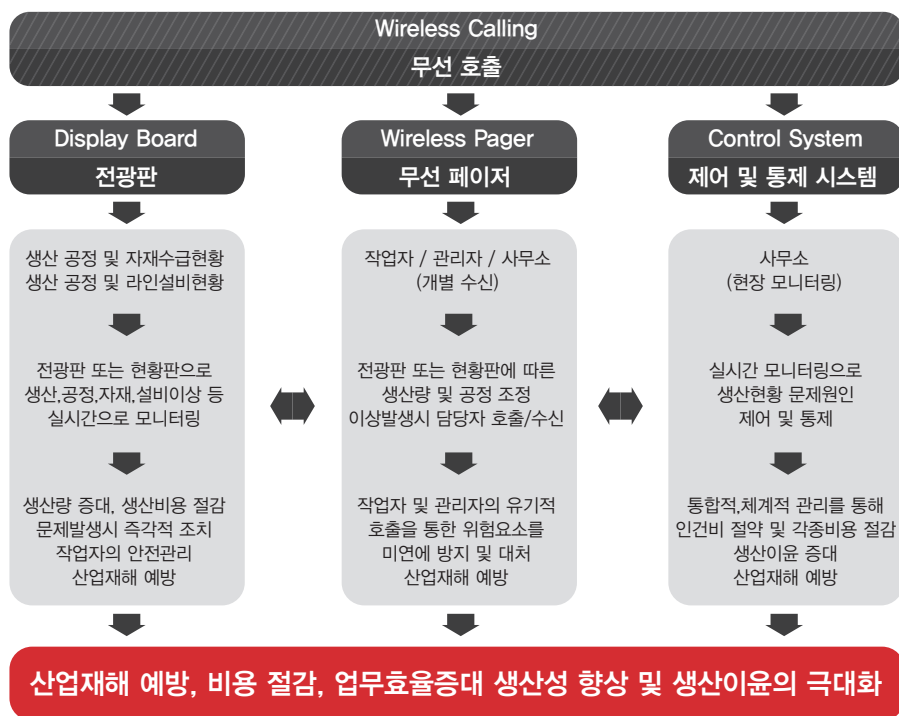 Wireless Calling
무선 호출
Display Board
전광판
생산 공정 및 자재수급현황
생산 공정 및 라인설비현황
전광판 또는 현황판으로
생산,공정,자재,설비이상 등
실시간으로 모니터링
생산량 증대, 생산비용 절감
문제발생시 즉각적 조치
작업자의 안전관리
산업재해 예방
Wireless Pager
무선 페이저
작업자 / 관리자 / 사무소
(개별 수신)
전광판 또는 현황판에 따른
생산량 및 공정 조정
이상발생시 담당자 호출/수신
작업자 및 관리자의 유기적
호출을 통한 위험요소를
미연에 방지 및 대처
산업재해 예방
Control System
제어 및 통제 시스템
사무소
(현장 모니터링)
실시간 모니터링으로
생산현황 문제원인
제어 및 통제
통합적,체계적 관리를 통해
인건비 절약 및 각종비용 절감
생산이윤 증대
산업재해 예방
산업재해 예방, 비용 절감, 업무효율증대 생산성 향상 및 생산이윤의 극대화